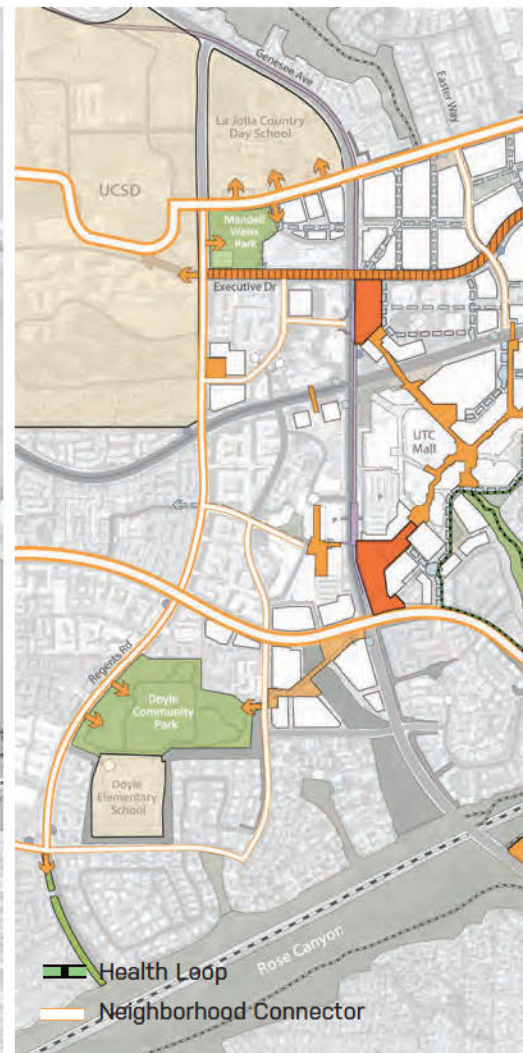 Genesee Ave
Easter Way
La Jolla Country
Day School
UCSD
Mandell
Weiss
Park
Executive Dr
UTC
Mall
Regents Rd
Doyle
Community
Park
Doyle
Elementary
School
Rose Canyon
Health Loop
Neighborhood Connector